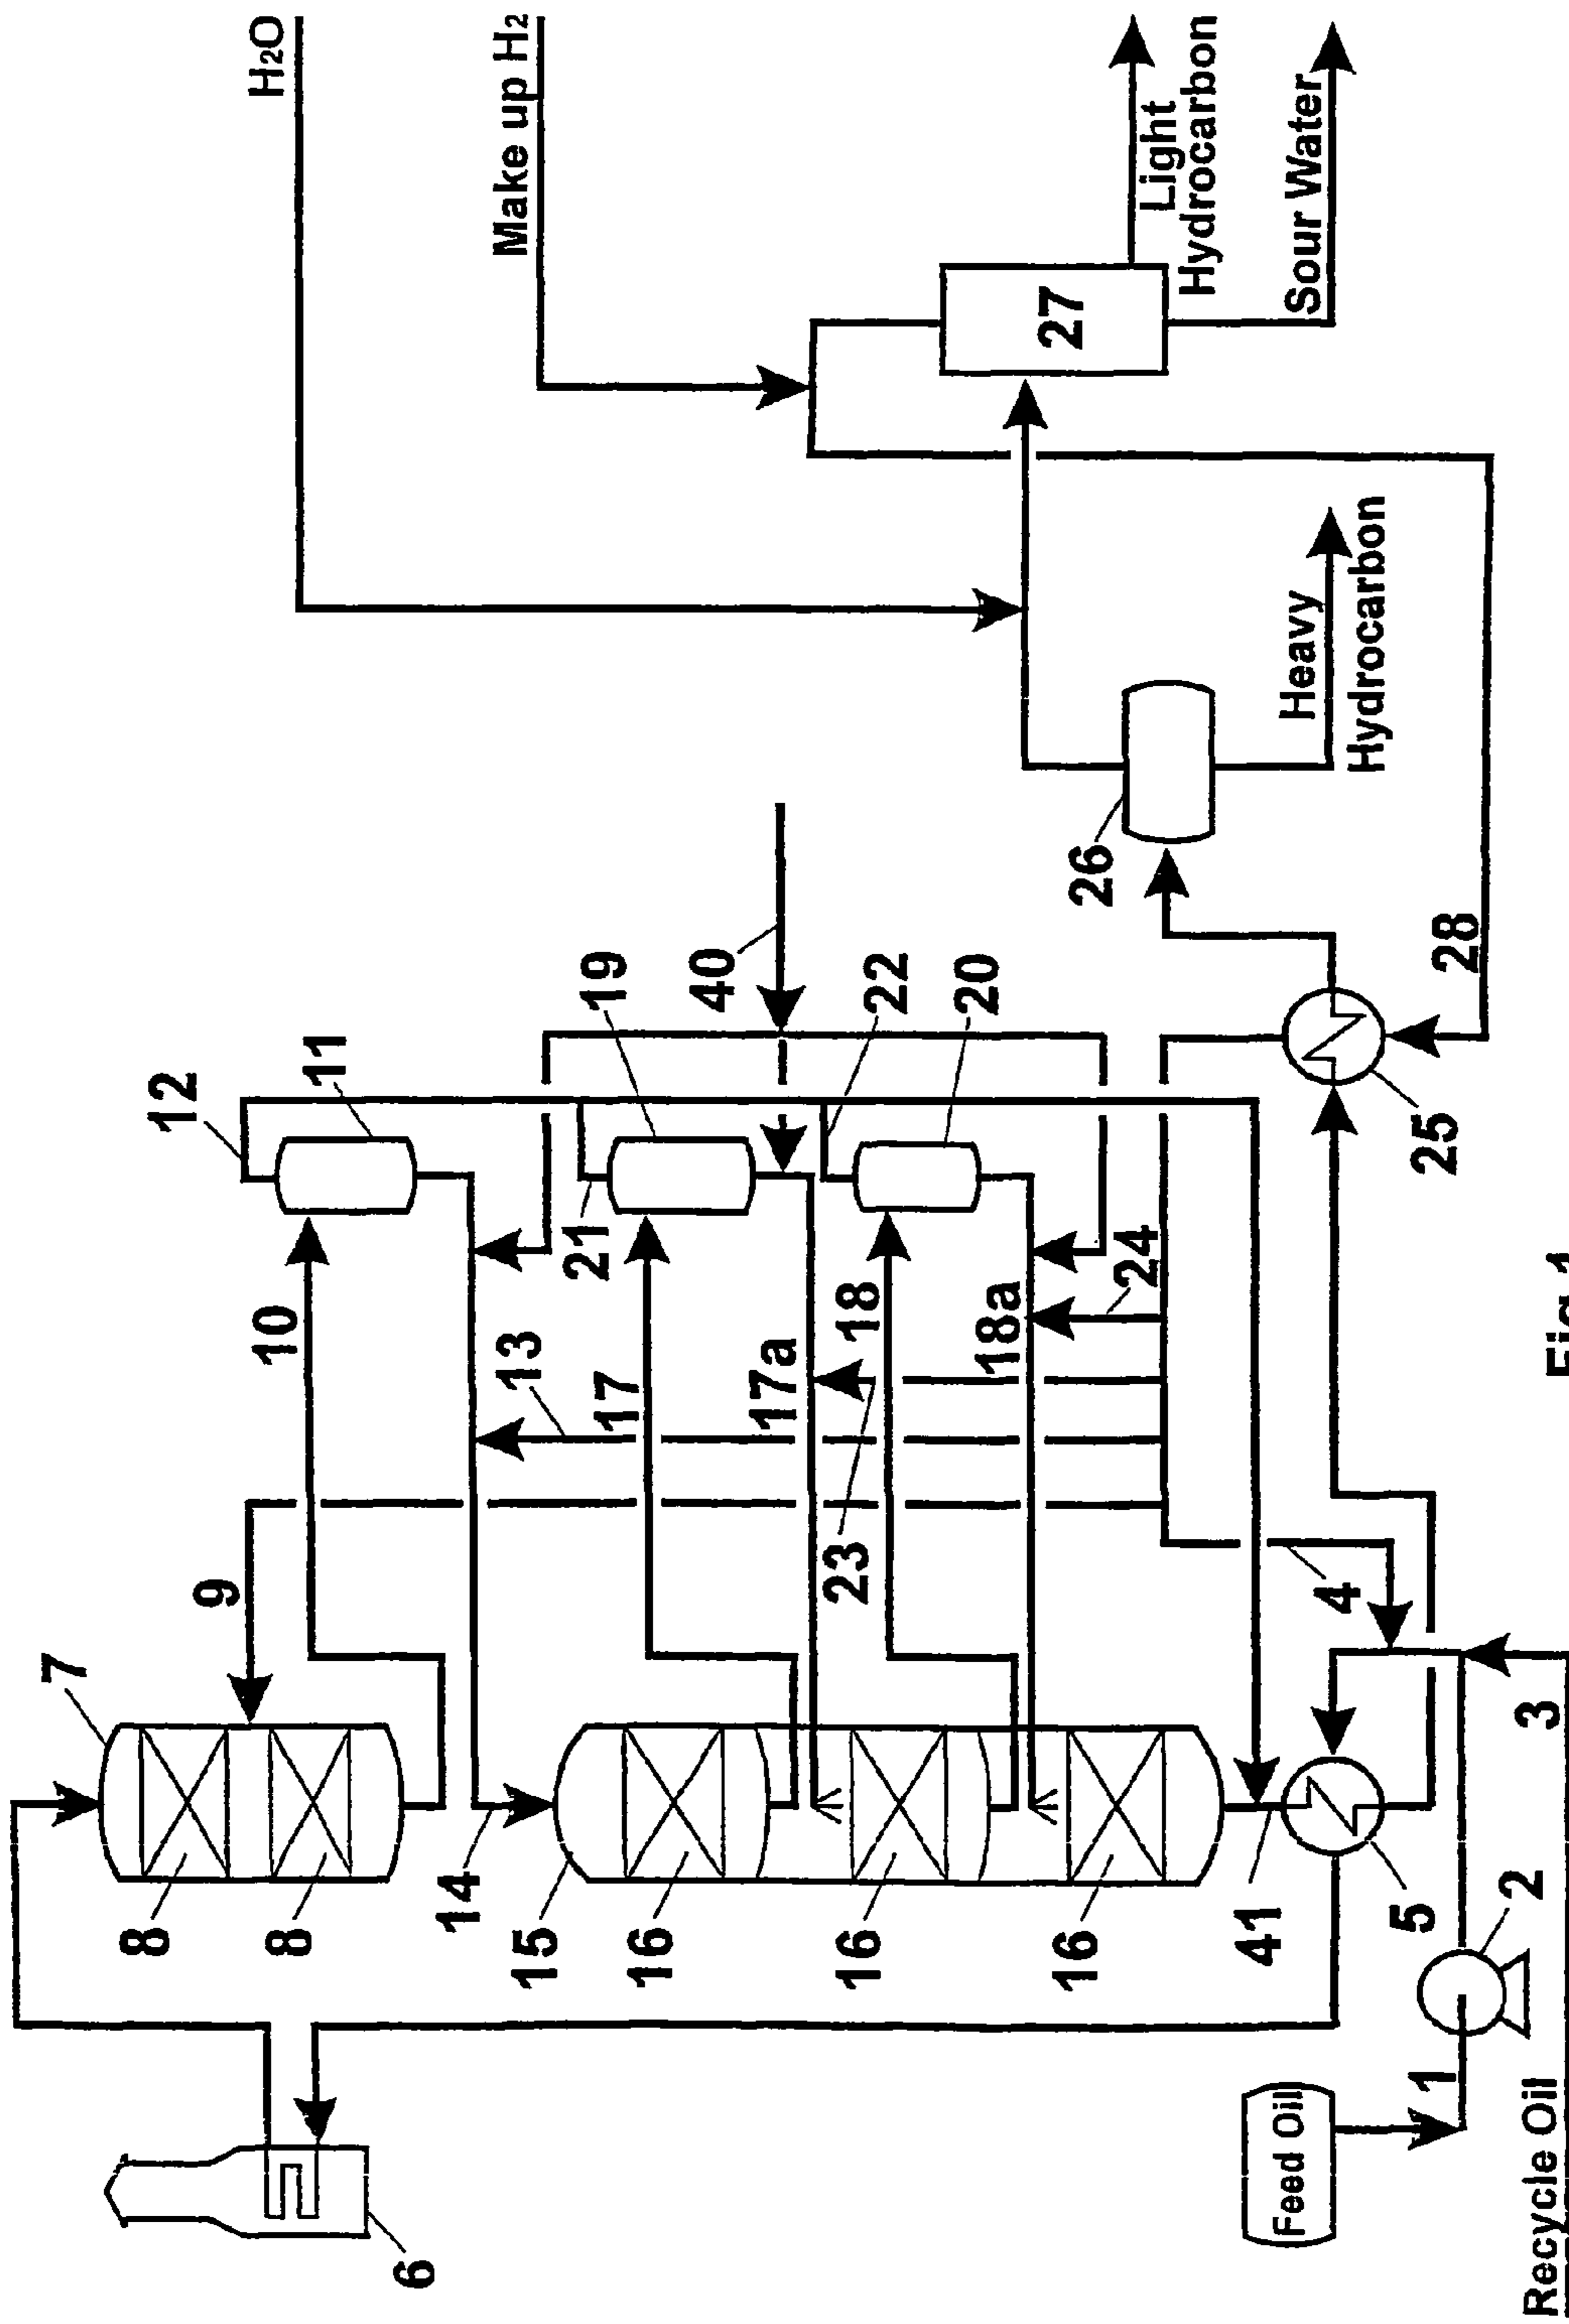 H2O
Make up H2
Light
Hydrocarbon
Sour Water
27
Heavy
Hydrocarbon
26
28
25
40
12
11
19
22
20
21
10
13
17
17a
18
18a
24
23
9
4
7
3
8
8
14
15
16
16
16
41
5
2
1
6
Feed Oil
Recycle Oil
Fig 1